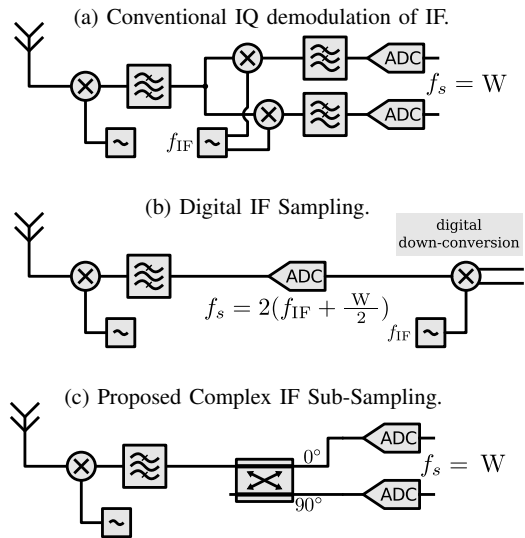 (a) Conventional IQ demodulation of IF.
ADC
f_s = W
f_IF ~ ADC
~
(b) Digital IF Sampling.
digital
down-conversion
ADC
f_s = 2(f_IF + W/2)
~
f_IF ~
(c) Proposed Complex IF Sub-Sampling.
0° ADC
f_s = W
90° ADC
~